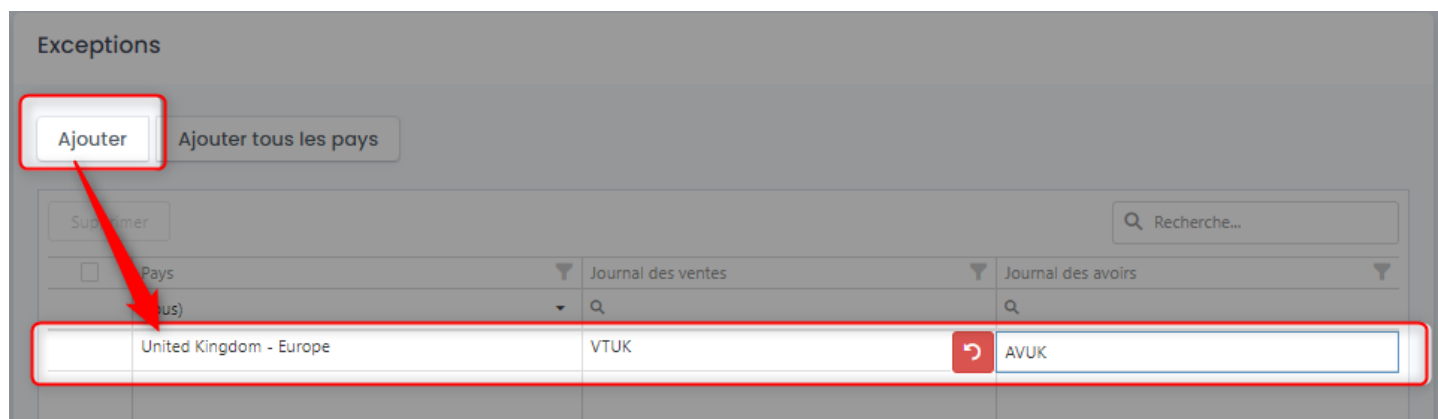 Exceptions
Ajouter
Ajouter tous les pays
Recherche...
Pays
Journal des ventes
Journal des avoirs
United Kingdom - Europe
VTUK
AVUK